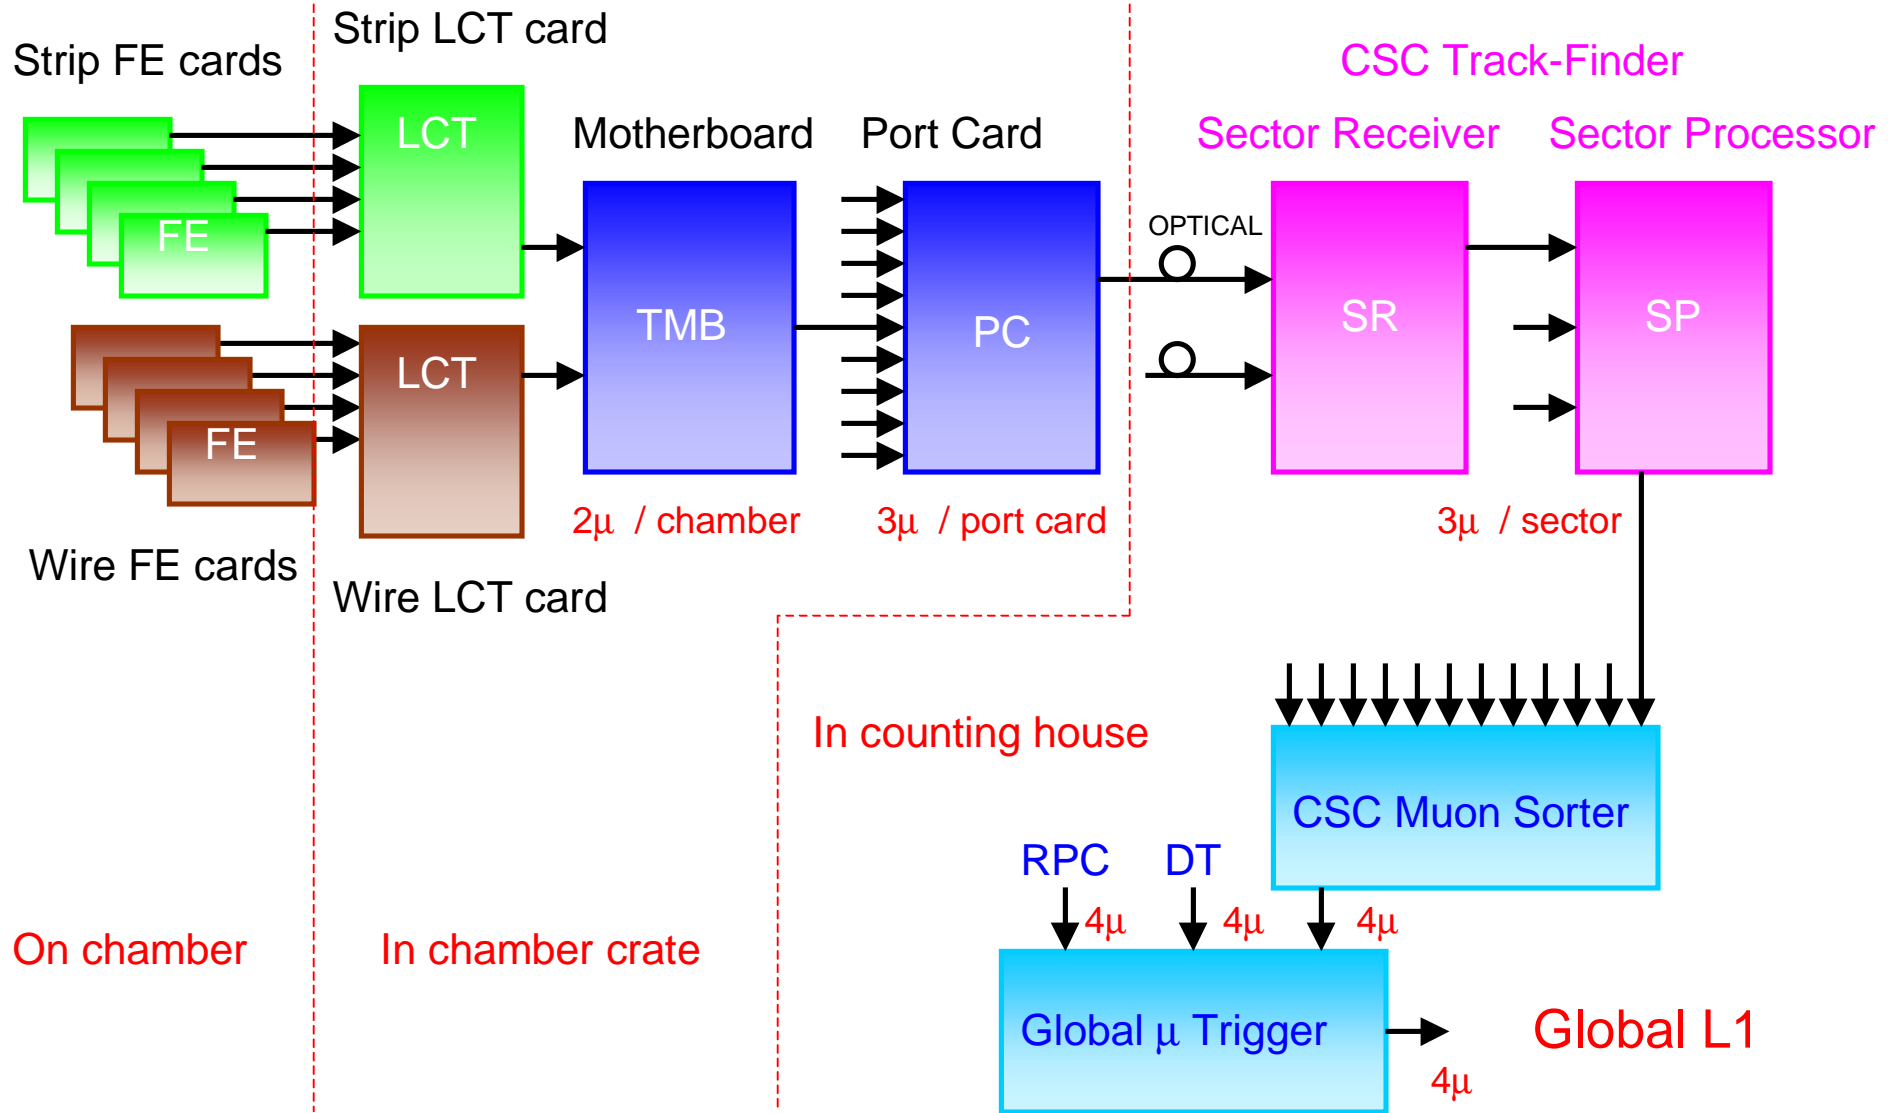 Strip LCT card
Strip FE cards
CSC Track-Finder
LCT
Motherboard
Port Card
Sector Receiver
Sector Processor
FE
OPTICAL
TMB
PC
SR
SP
LCT
FE
2μ / chamber
3μ / port card
3μ / sector
Wire FE cards
Wire LCT card
In counting house
CSC Muon Sorter
RPC
DT
4μ
4μ
4μ
On chamber
In chamber crate
Global μ Trigger
Global L1
4μ